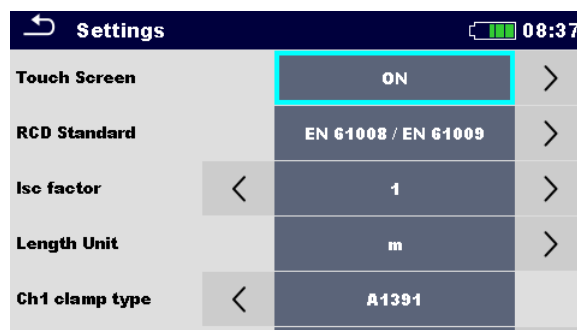 Settings 08:37
Touch Screen ON
RCD Standard EN 61008 / EN 61009
Isc factor 1
Length Unit m
Ch1 clamp type A1391